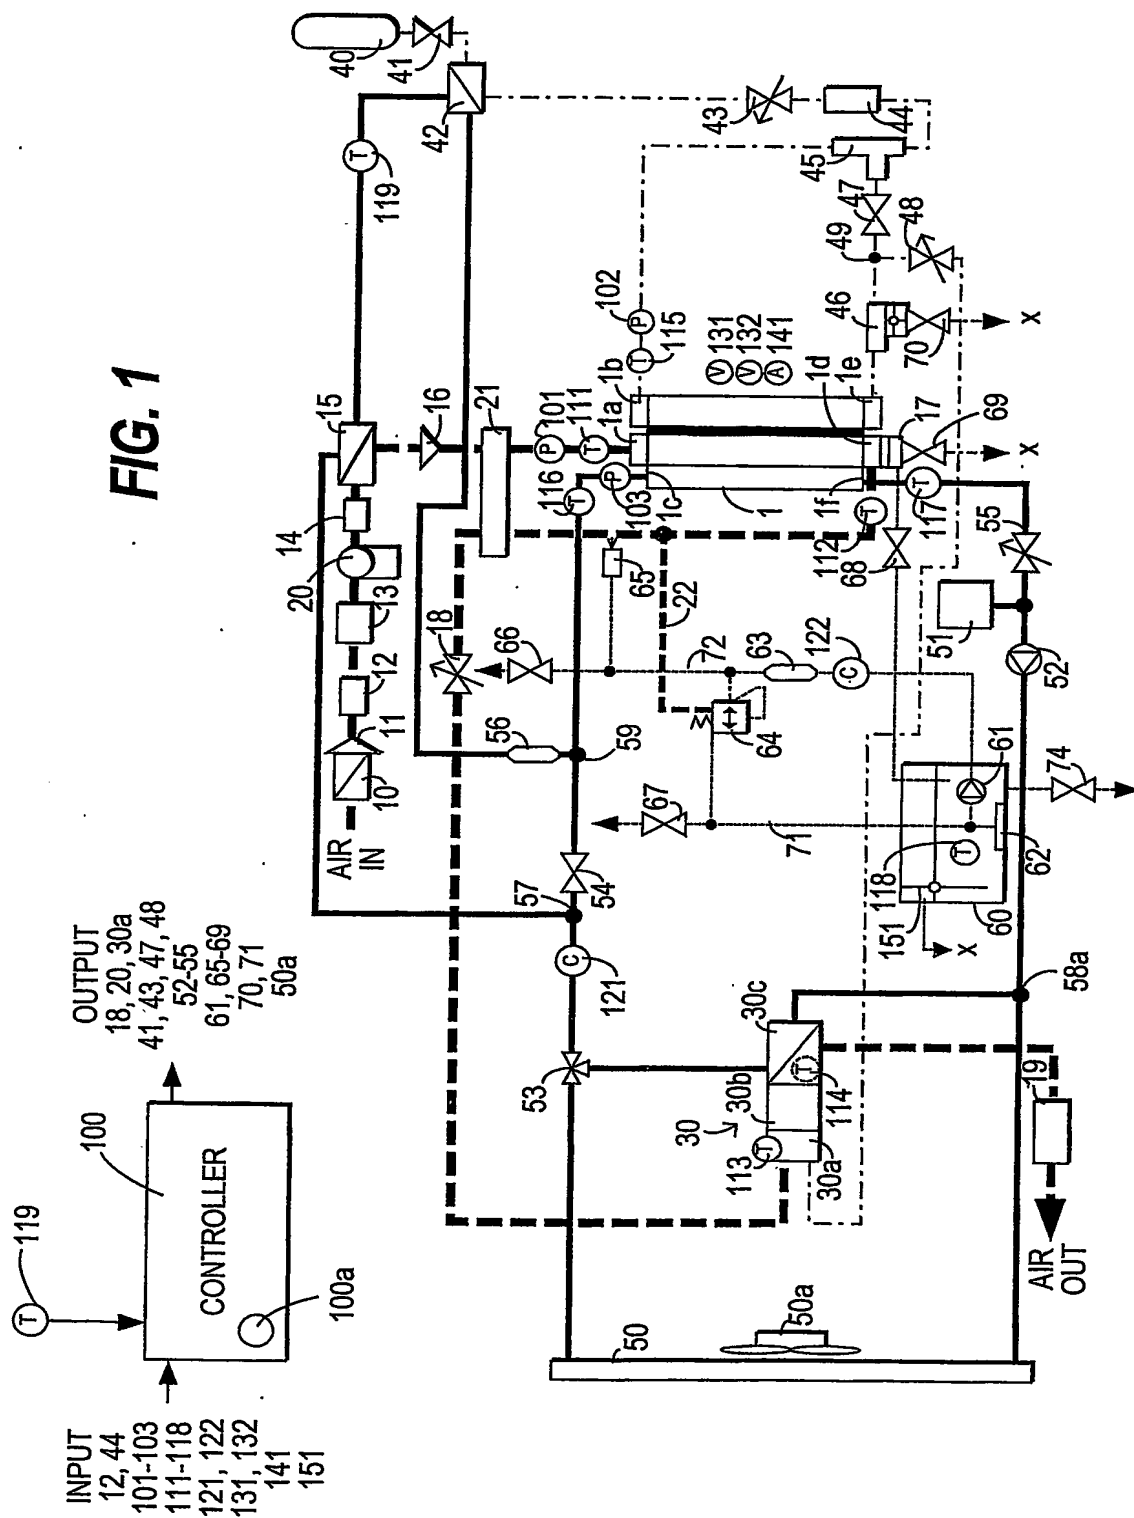 FIG. 1
INPUT
12, 44
101-103
111-118
121, 122
131, 132
141
151
T
119
100
CONTROLLER
100a
OUTPUT
18, 20, 30a
41, 43, 47, 48
52-55
61, 65-69
70, 71
50a
AIR
IN
10
11
12
13
20
14
15
16
T
119
40
41
42
43
44
45
47
49
48
46
70
X
102
P
115
T
V
131
V
132
A
141
21
101
P
111
T
1a
1b
1c
1d
1e
1f
1
17
69
X
116
T
103
P
112
T
117
T
68
55
51
52
65
22
18
66
72
63
122
C
56
59
64
67
71
54
57
121
C
53
61
74
62
118
T
151
60
X
58a
30
30a
30b
30c
113
T
114
T
19
AIR
OUT
50
50a